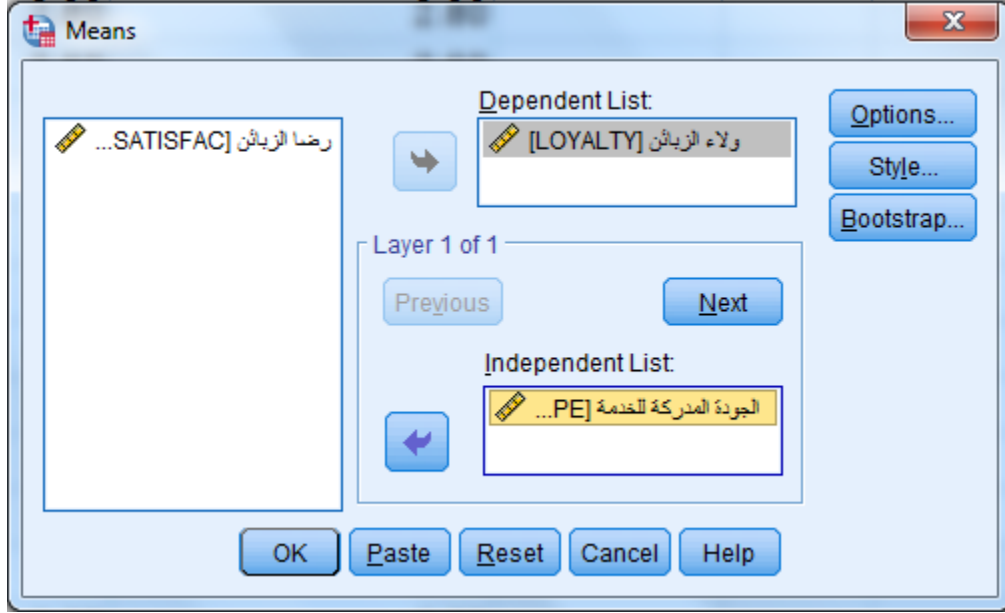 Means
Dependent List:
Options...
رضا الزبائن [SATISFAC...
ولاء الزبائن [LOYALTY]
Style...
Bootstrap...
Layer 1 of 1
Previous
Next
Independent List:
الجودة المدركة للخدمة [PE...
OK
Paste
Reset
Cancel
Help